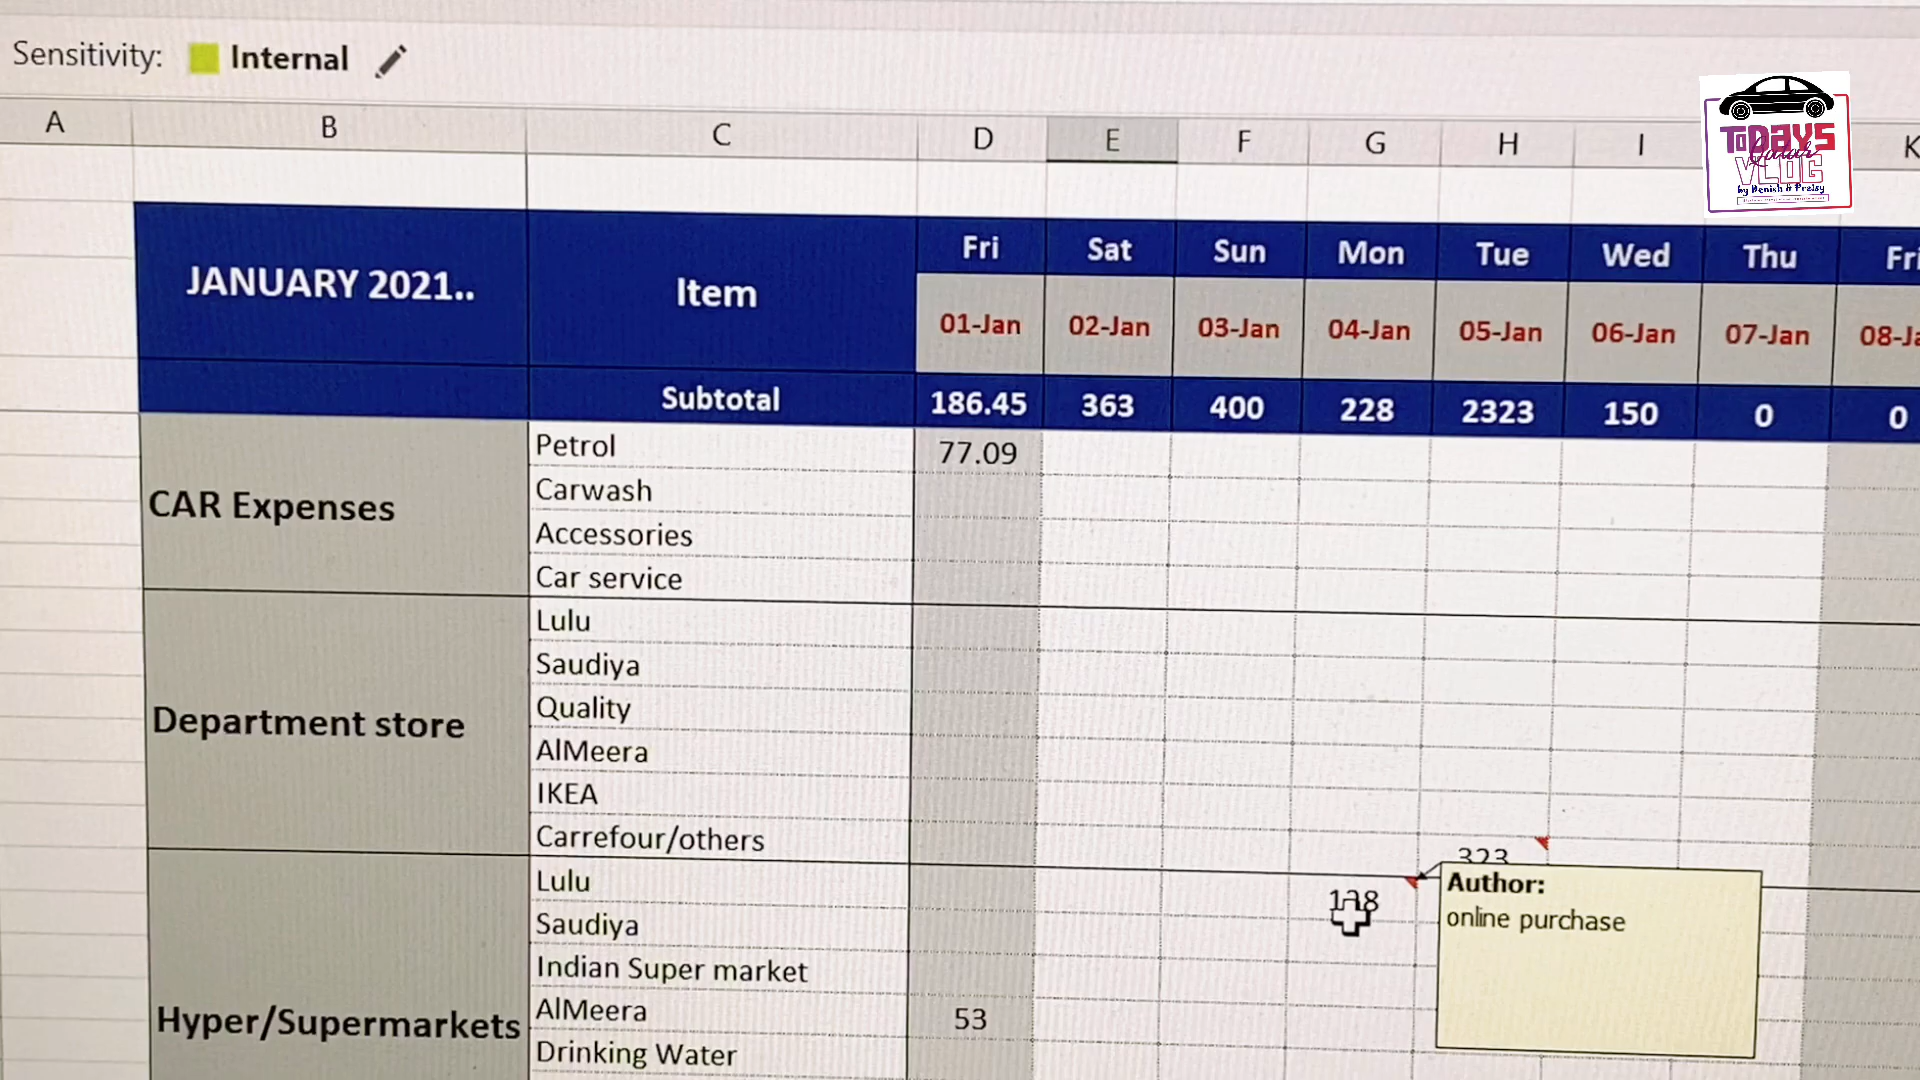 Sensitivity: Internal
A B C D E F G H I K
TODAYS
Qatar
VLOG
by Denish & Praisy
JANUARY 2021.. Item Fri Sat Sun Mon Tue Wed Thu Fri
01-Jan 02-Jan 03-Jan 04-Jan 05-Jan 06-Jan 07-Jan 08-Ja
Subtotal 186.45 363 400 228 2323 150 0 0
CAR Expenses
Petrol 77.09
Carwash
Accessories
Car service
Department store
Lulu
Saudiya
Quality
AlMeera
IKEA
Carrefour/others 323
Hyper/Supermarkets
Lulu
Saudiya
Indian Super market
AlMeera 53
Drinking Water
Author:
online purchase